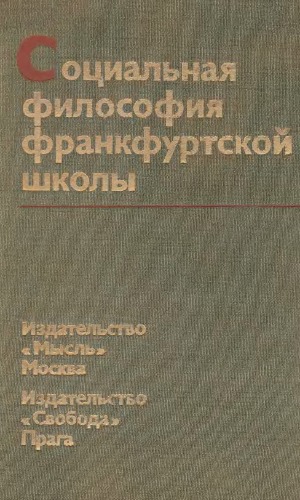 Социальная
философия
франкфуртской
школы
Издательство
«Мысль»
Москва
Издательство
«Свобода»
Прага